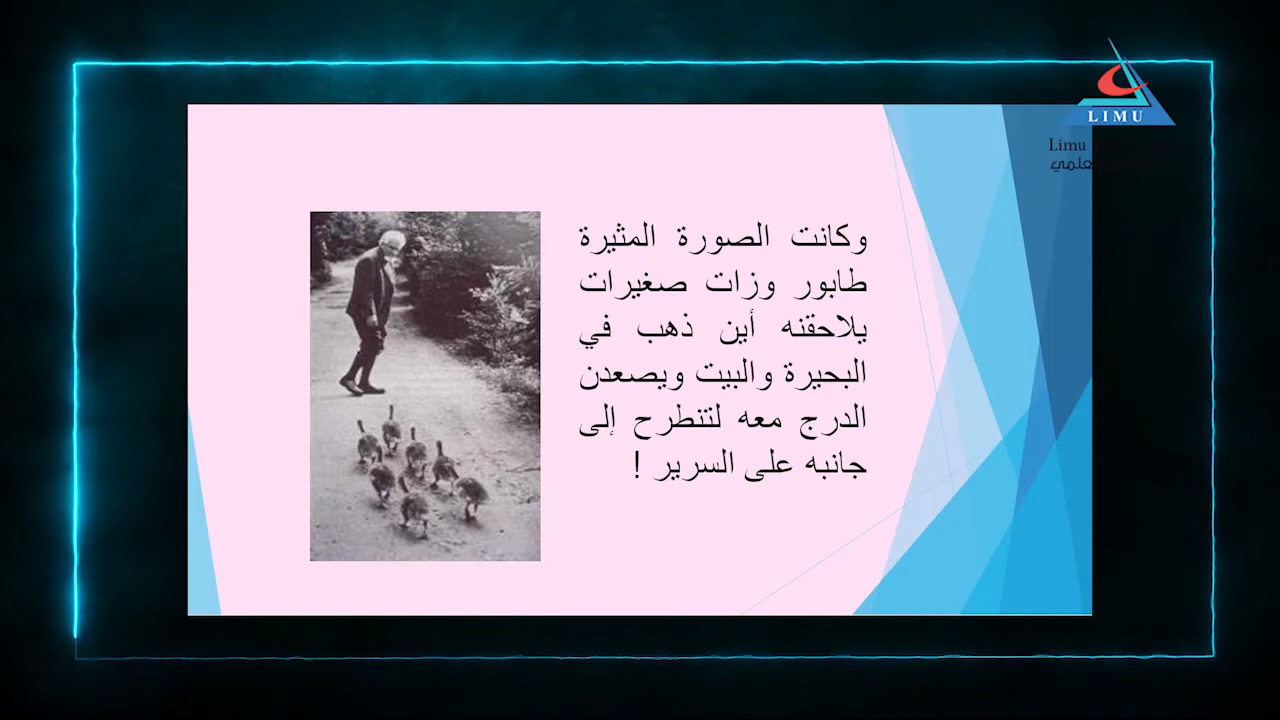 LIMU
Limu
علمي
وكانت الصورة المثيرة
طابور وزات صغيرات
يلاحقنه أين ذهب في
البحيرة والبيت ويصعدن
الدرج معه لتنطرح إلى
جانبه على السرير !